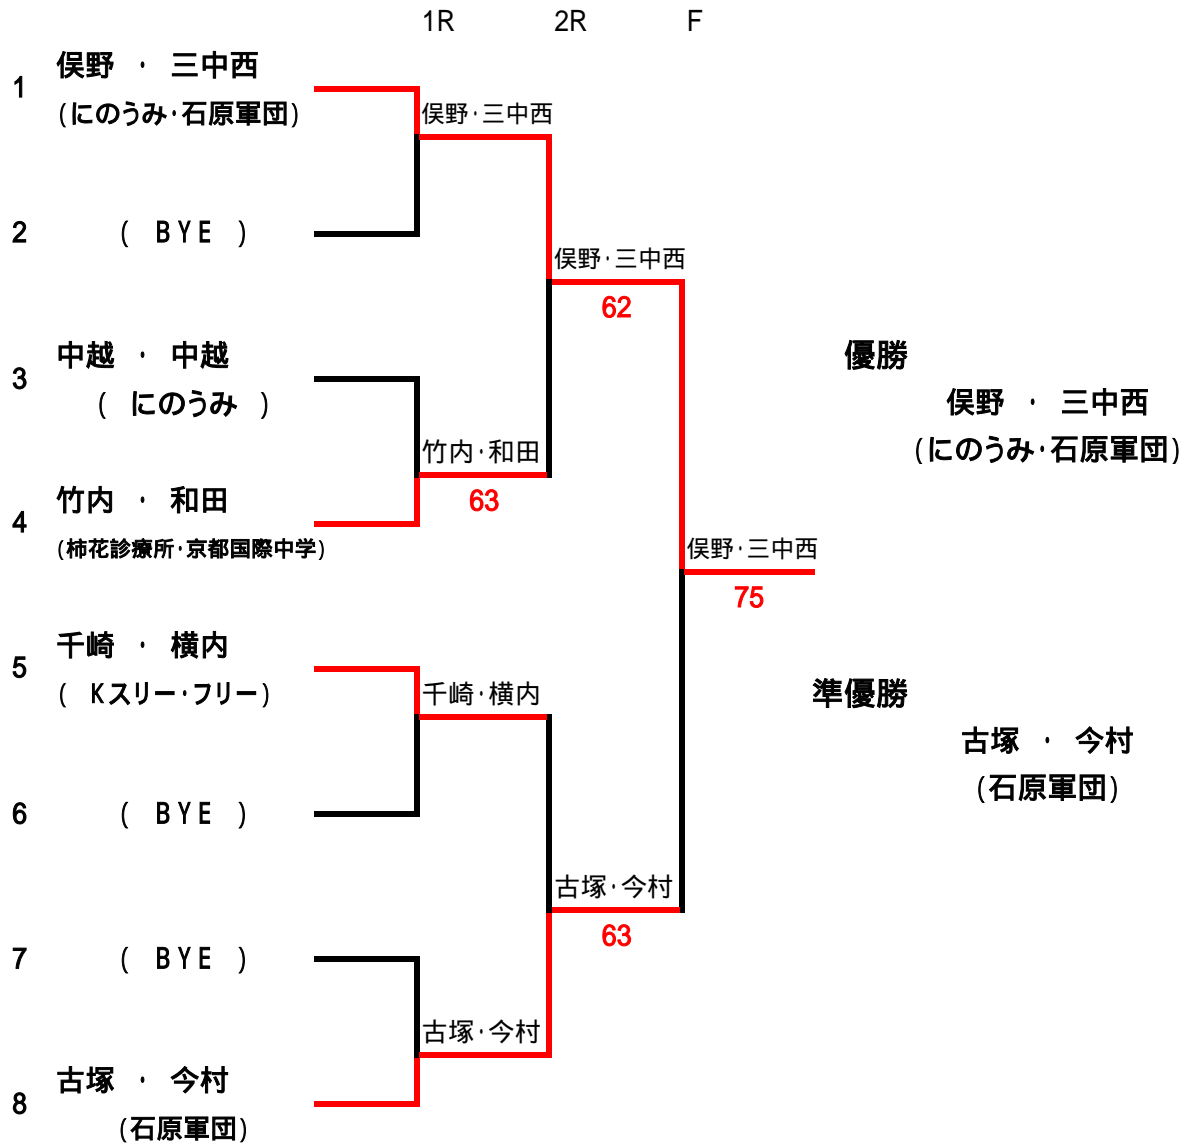 1R 2R F
1 俣野 ・ 三中西
(にのうみ・石原軍団)
俣野・三中西
2 ( BYE )
俣野・三中西
62
3 中越 ・ 中越
( にのうみ )
竹内・和田
63
4 竹内 ・ 和田
(柿花診療所・京都国際中学)
俣野・三中西
75
5 千崎 ・ 横内
( Kスリー・フリー)
千崎・横内
6 ( BYE )
古塚・今村
63
7 ( BYE )
古塚・今村
8 古塚 ・ 今村
(石原軍団)
優勝
俣野 ・ 三中西
(にのうみ・石原軍団)
準優勝
古塚 ・ 今村
(石原軍団)